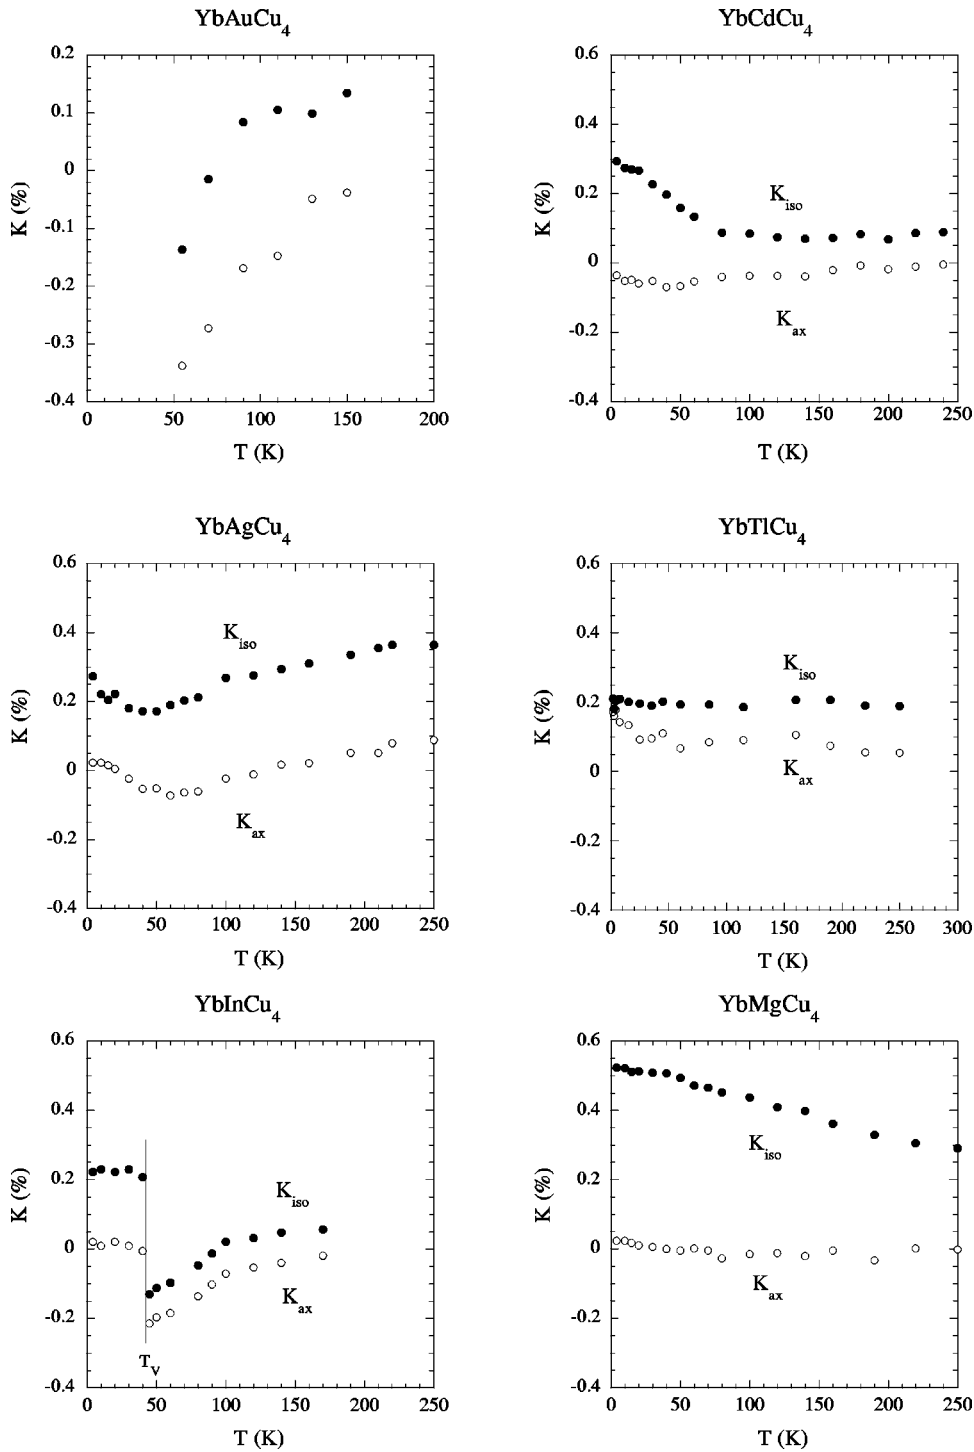 YbAuCu4
0.2
0.1
0
-0.1
-0.2
-0.3
-0.4
K (%)
0 50 100 150 200
T (K)
YbCdCu4
0.6
0.4
0.2
0
-0.2
-0.4
K (%)
Kiso
Kax
0 50 100 150 200 250
T (K)
YbAgCu4
0.6
0.4
0.2
0
-0.2
-0.4
K (%)
Kiso
Kax
0 50 100 150 200 250
T (K)
YbTlCu4
0.6
0.4
0.2
0
-0.2
-0.4
K (%)
Kiso
Kax
0 50 100 150 200 250 300
T (K)
YbInCu4
0.6
0.4
0.2
0
-0.2
-0.4
K (%)
Kiso
Kax
TV
0 50 100 150 200 250
T (K)
YbMgCu4
0.6
0.4
0.2
0
-0.2
-0.4
K (%)
Kiso
Kax
0 50 100 150 200 250
T (K)